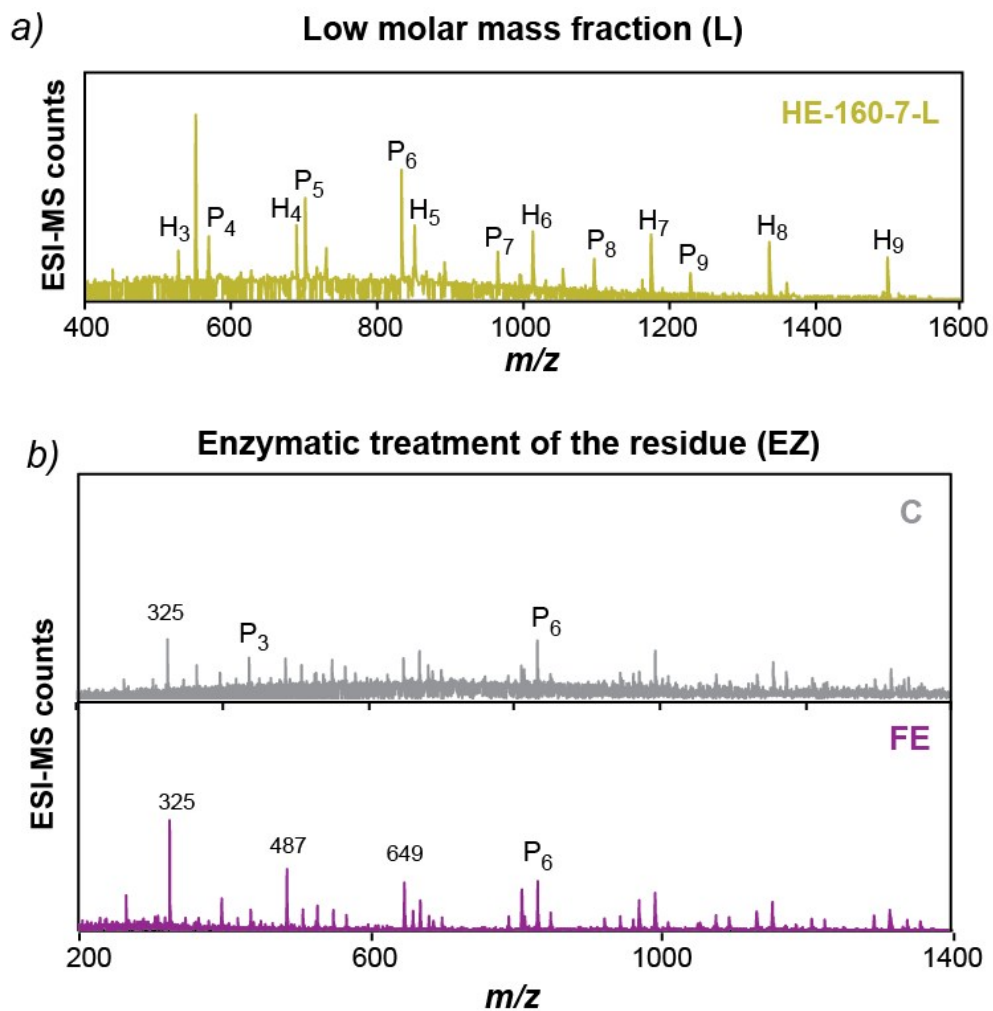 a)
Low molar mass fraction (L)
ESI-MS counts
HE-160-7-L
H3
P4
H4
P5
P6
H5
P7
H6
P8
H7
P9
H8
H9
400 600 800 1000 1200 1400 1600
m/z
b)
Enzymatic treatment of the residue (EZ)
ESI-MS counts
C
325
P3
P6
FE
325
487
649
P6
200 600 1000 1400
m/z